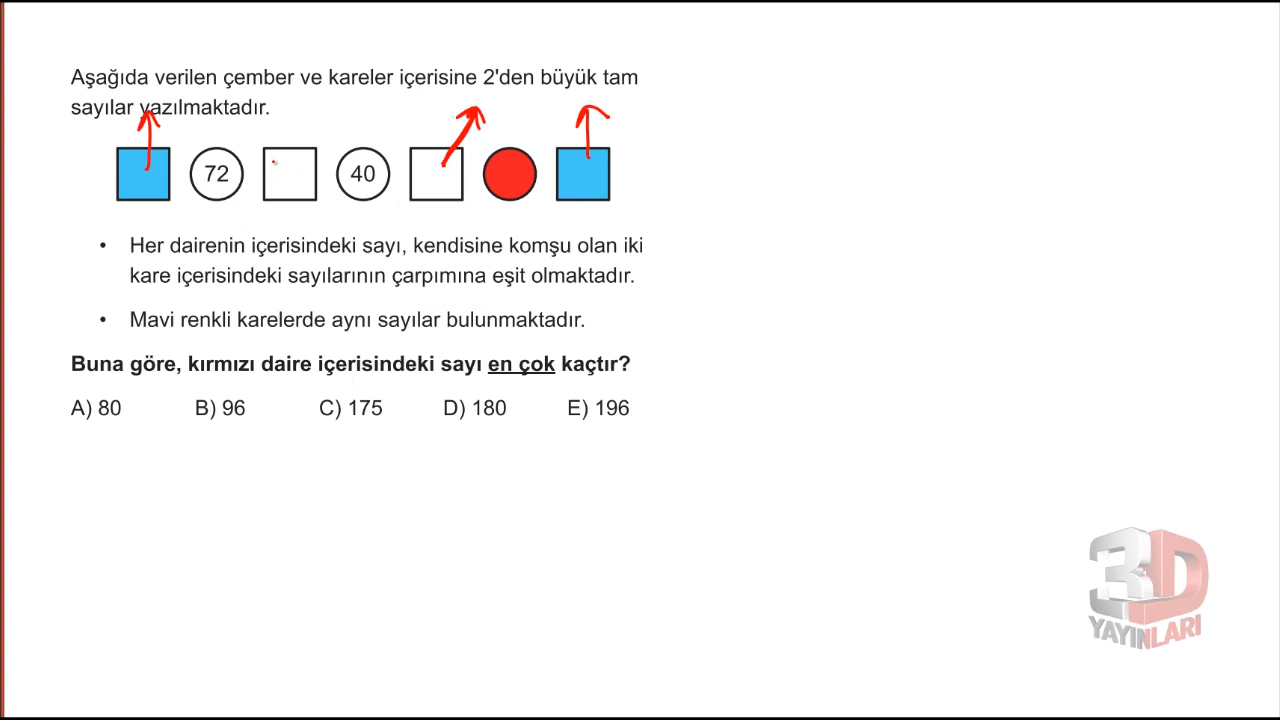 Aşağıda verilen çember ve kareler içerisine 2'den büyük tam
sayılar yazılmaktadır.
72 40
• Her dairenin içerisindeki sayı, kendisine komşu olan iki
kare içerisindeki sayılarının çarpımına eşit olmaktadır.
• Mavi renkli karelerde aynı sayılar bulunmaktadır.
Buna göre, kırmızı daire içerisindeki sayı en çok kaçtır?
A) 80 B) 96 C) 175 D) 180 E) 196
3D
YAYINLARI